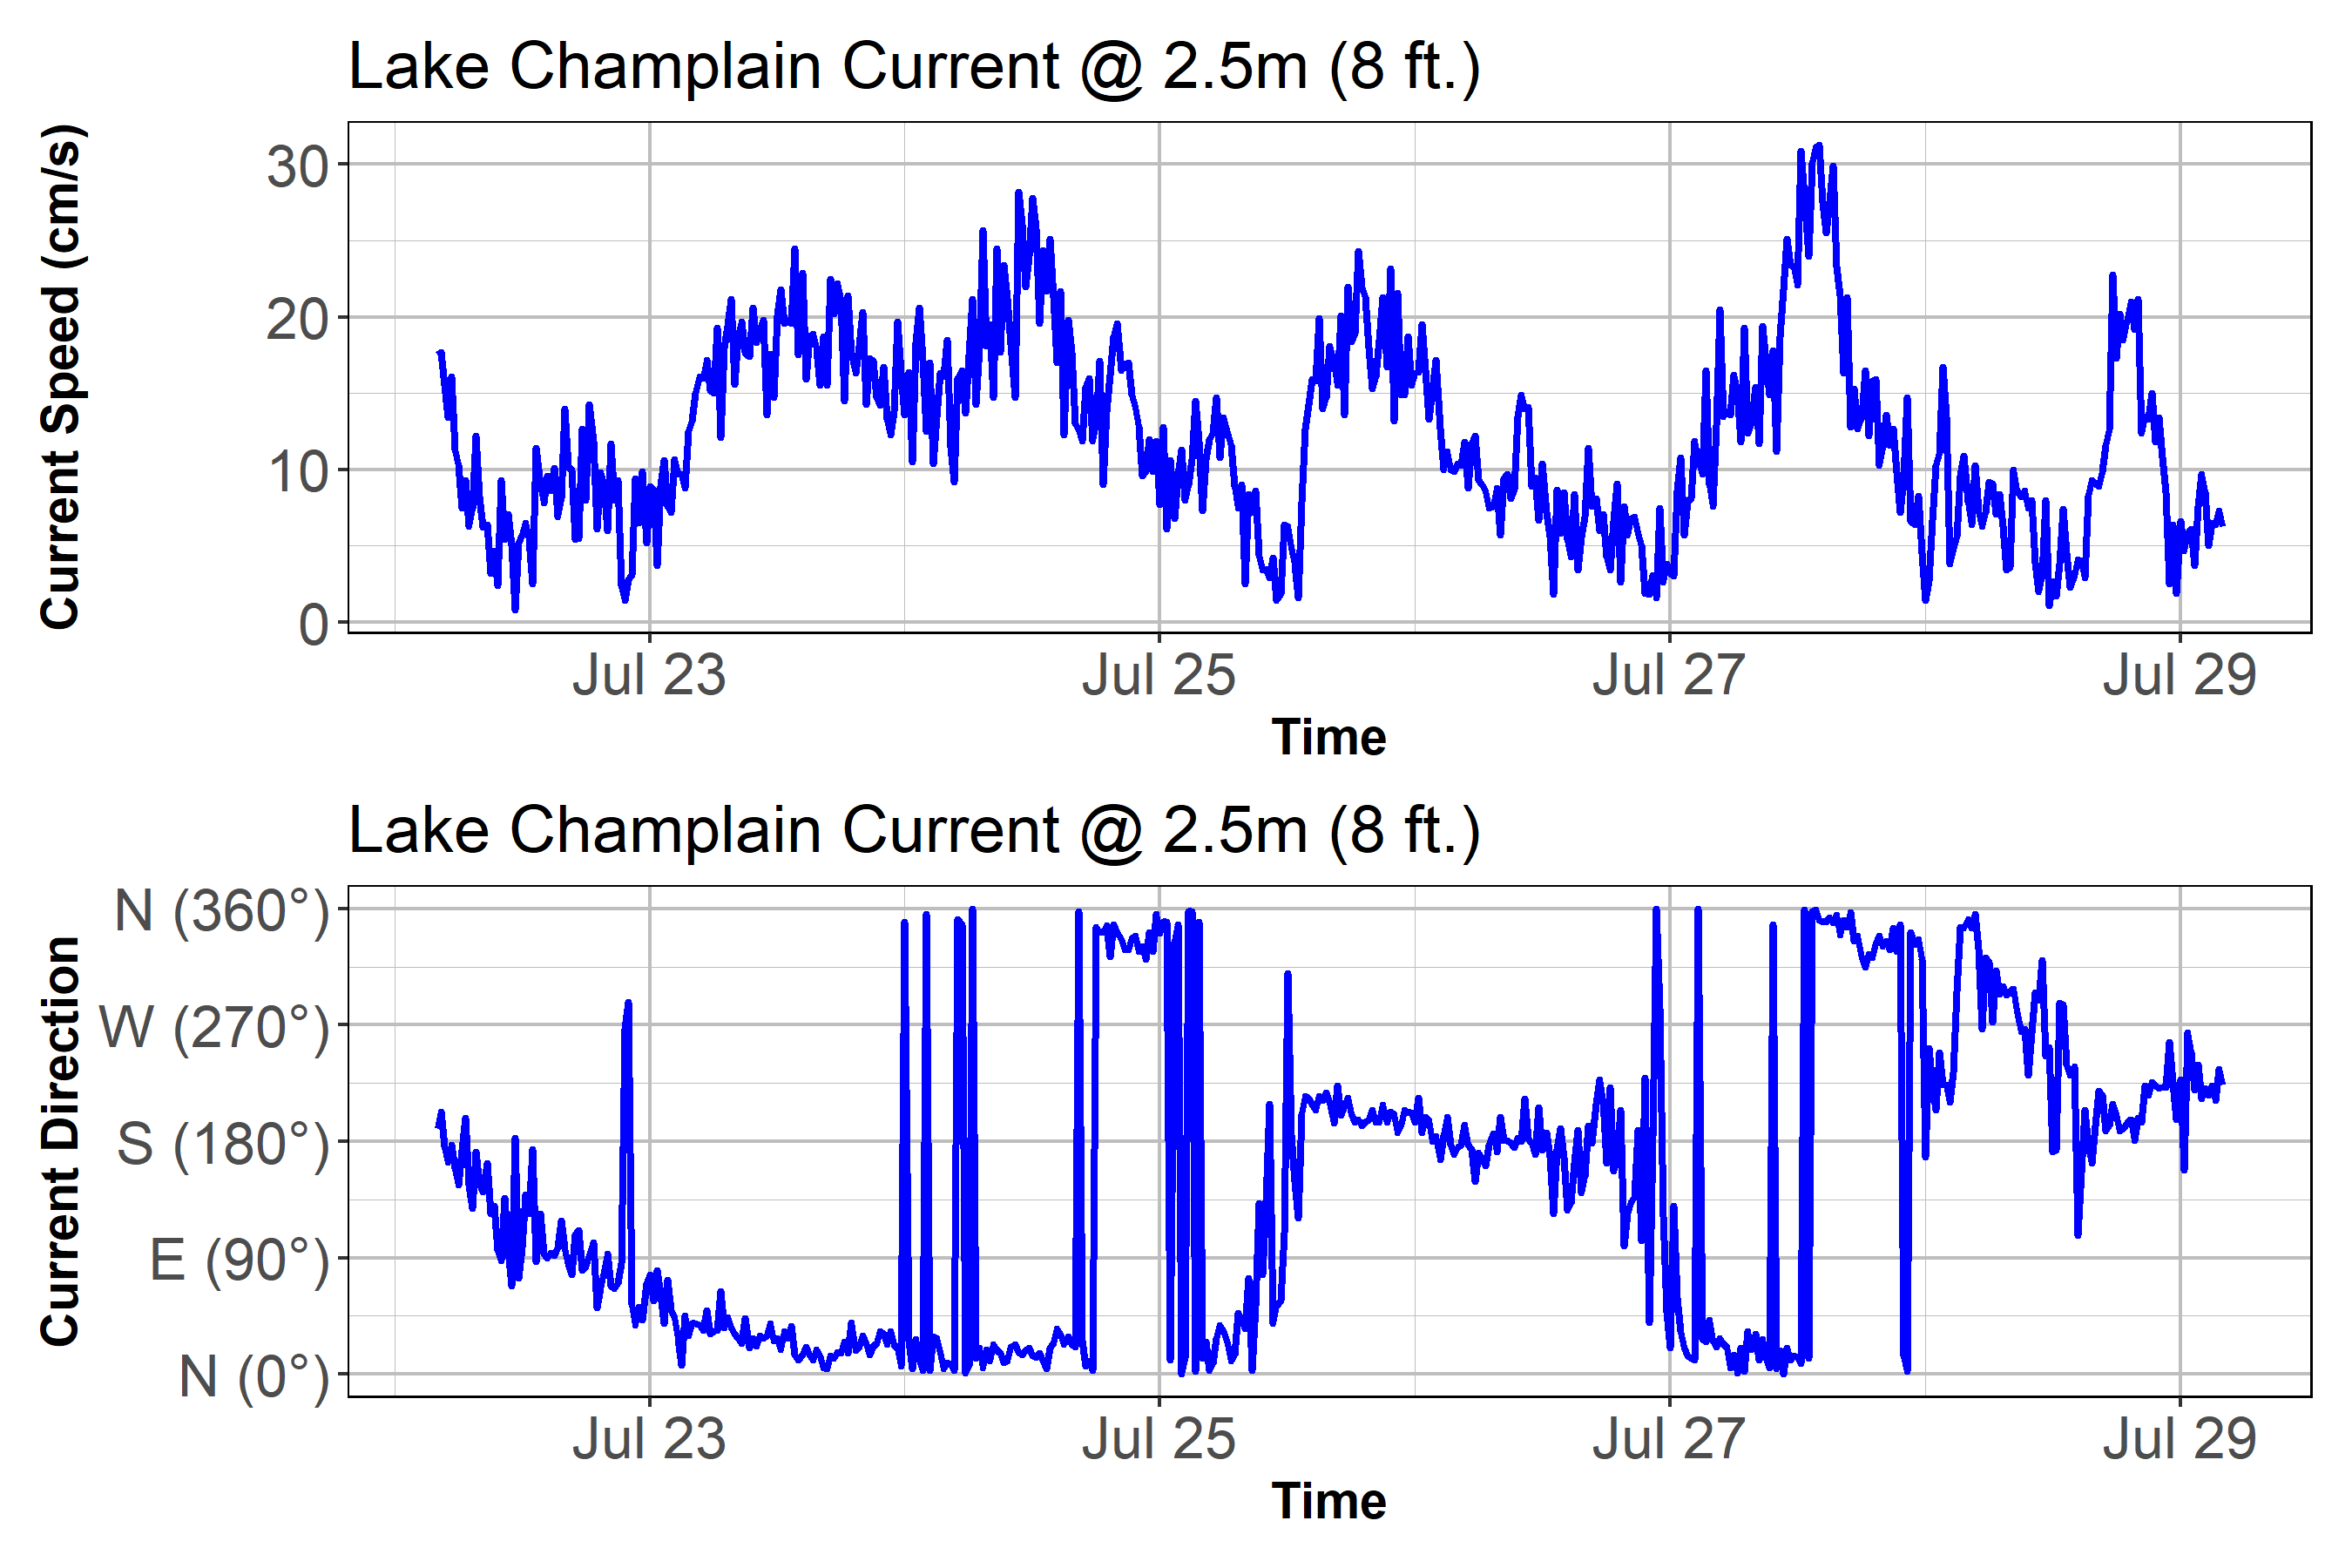 Lake Champlain Current @ 2.5m (8 ft.)
Current Speed (cm/s)
30
20
10
0
Jul 23 Jul 25 Jul 27 Jul 29
Time
Lake Champlain Current @ 2.5m (8 ft.)
Current Direction
N (360°)
W (270°)
S (180°)
E (90°)
N (0°)
Jul 23 Jul 25 Jul 27 Jul 29
Time